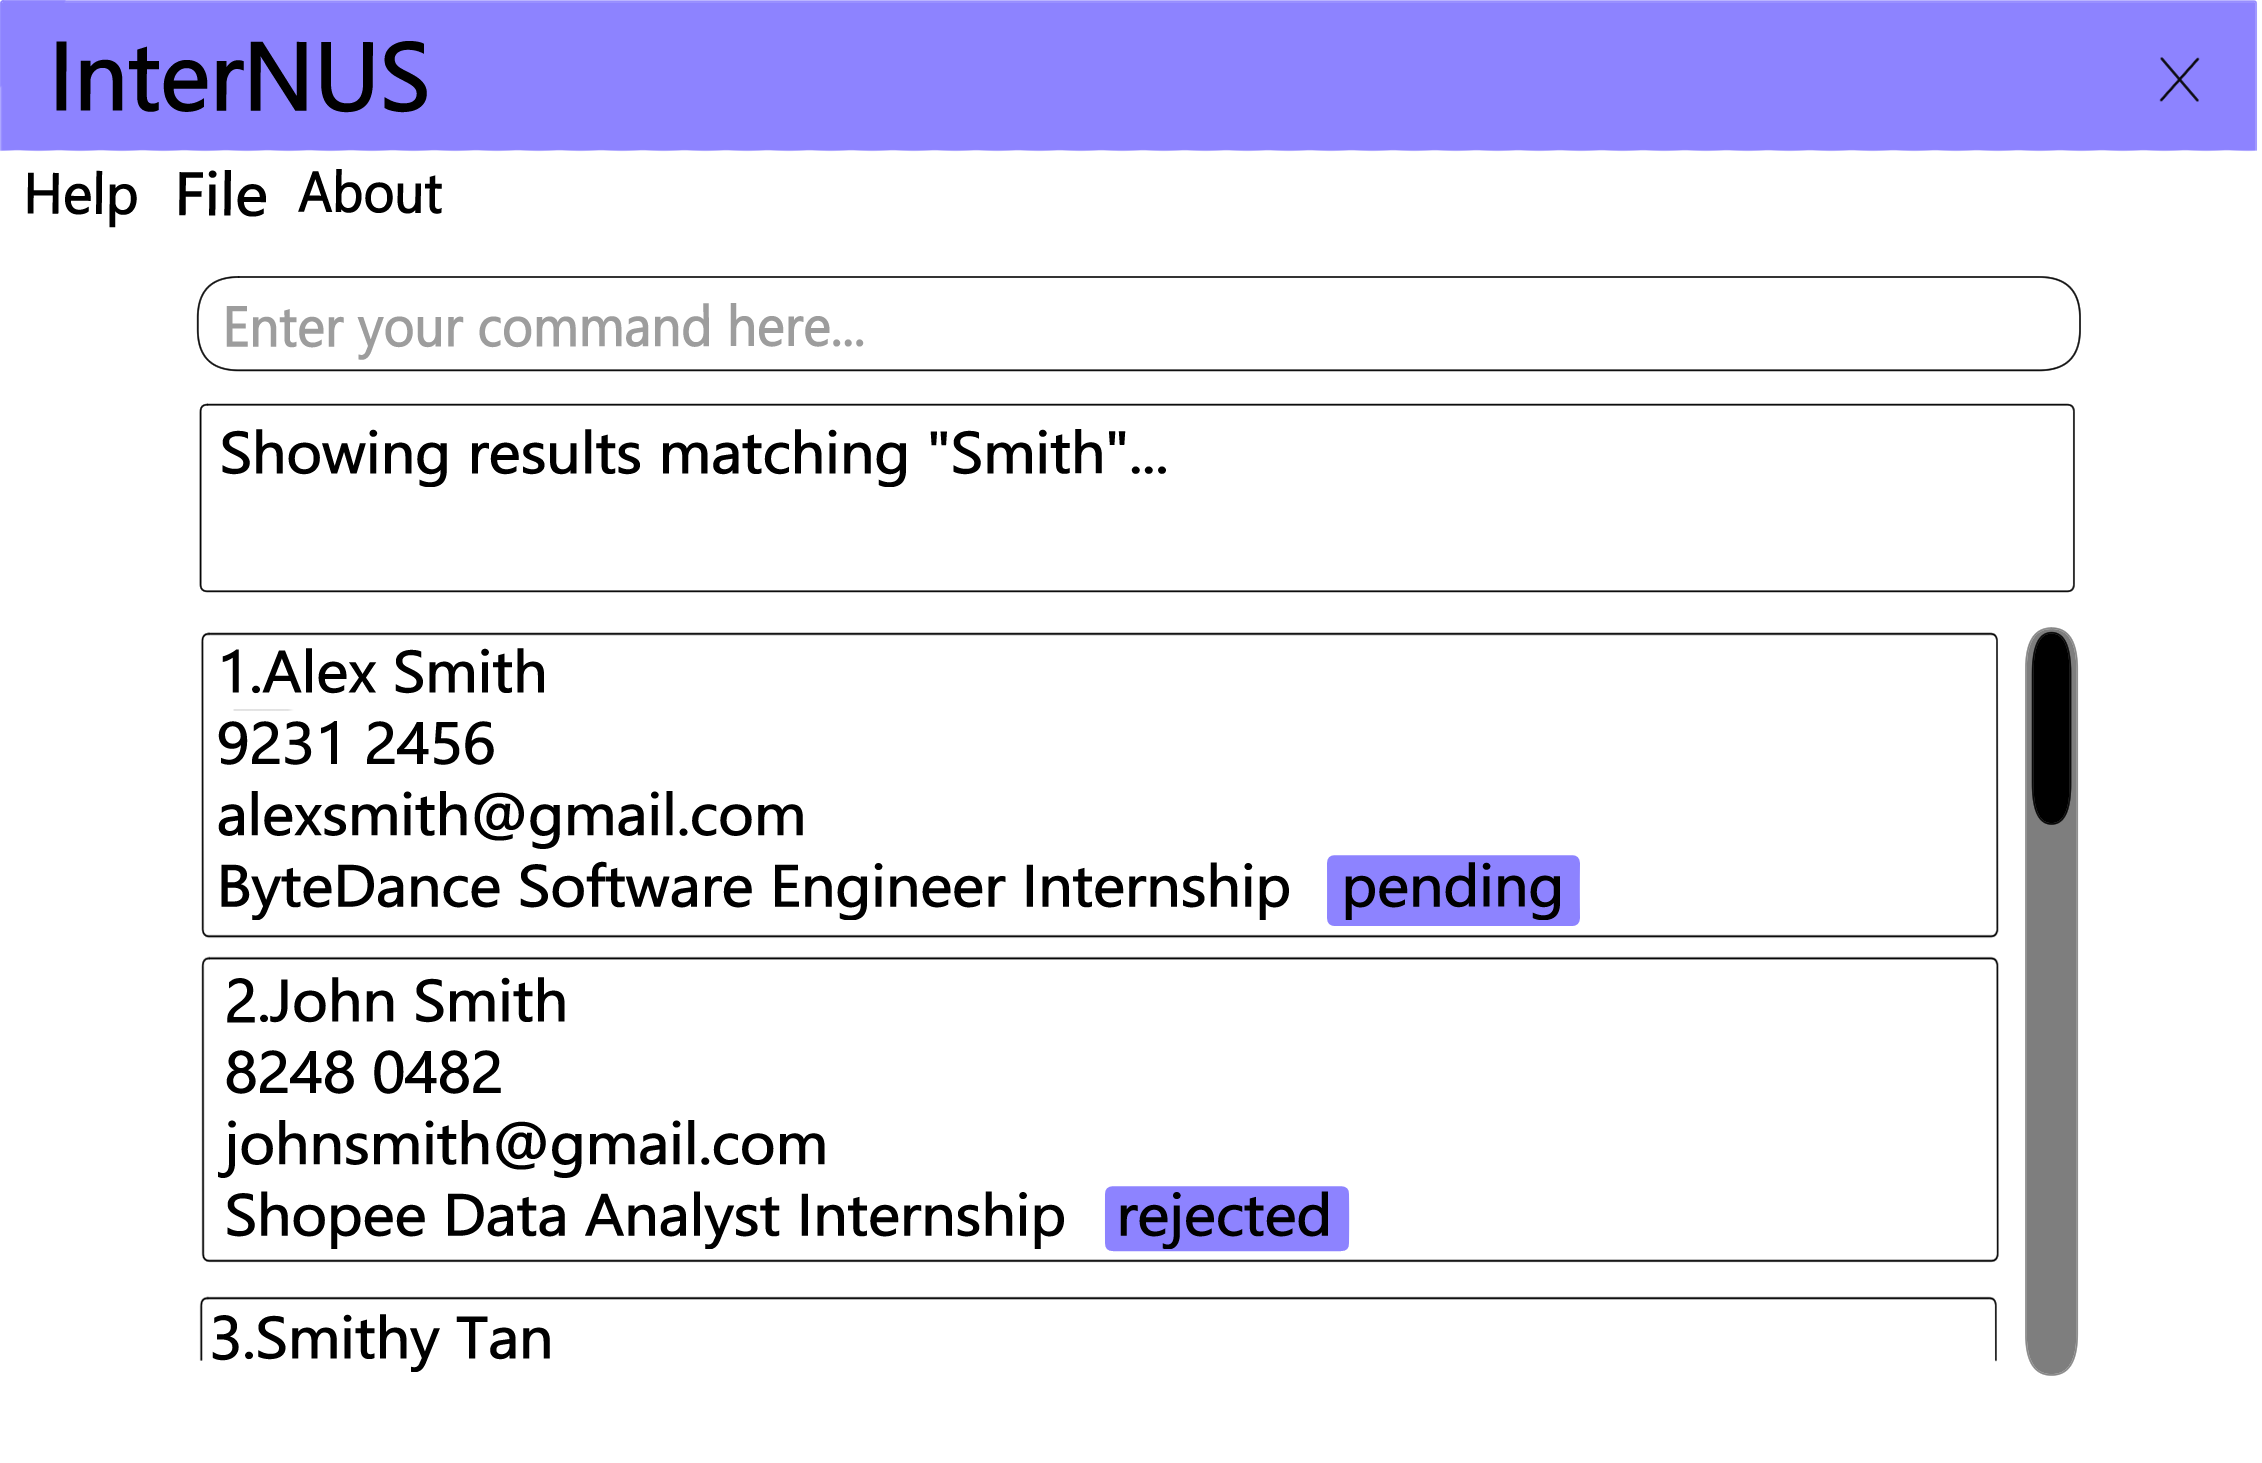 InterNUS
Help File About
Enter your command here...
Showing results matching "Smith"...
1.Alex Smith
9231 2456
alexsmith@gmail.com
ByteDance Software Engineer Internship pending
2.John Smith
8248 0482
johnsmith@gmail.com
Shopee Data Analyst Internship rejected
3.Smithy Tan